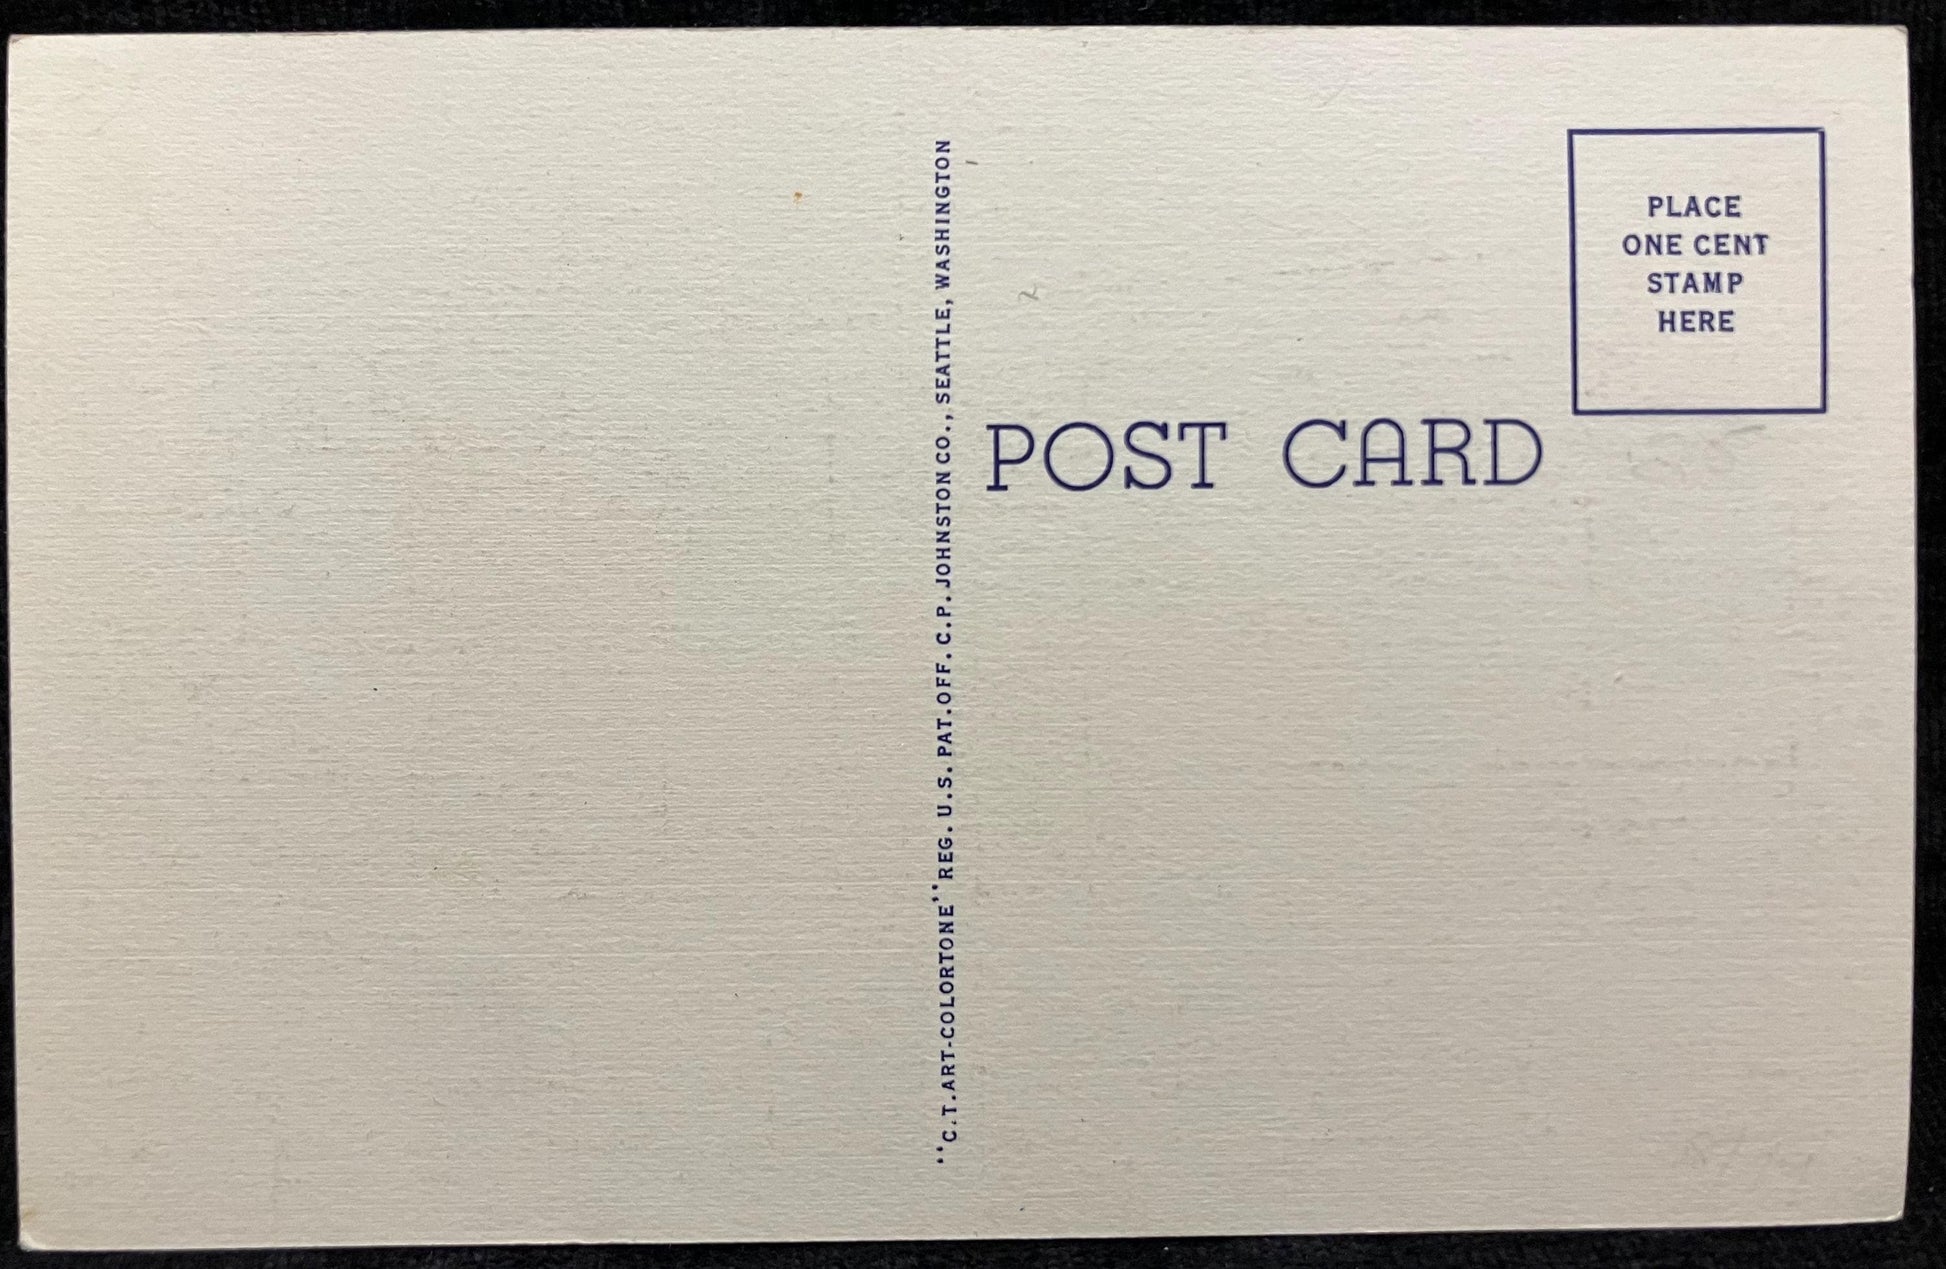 "C.T.ART-COLORTONE" REG. U.S. PAT. OFF. C.P. JOHNSTON CO., SEATTLE, WASHINGTON
PLACE
ONE CENT
STAMP
HERE
POST CARD